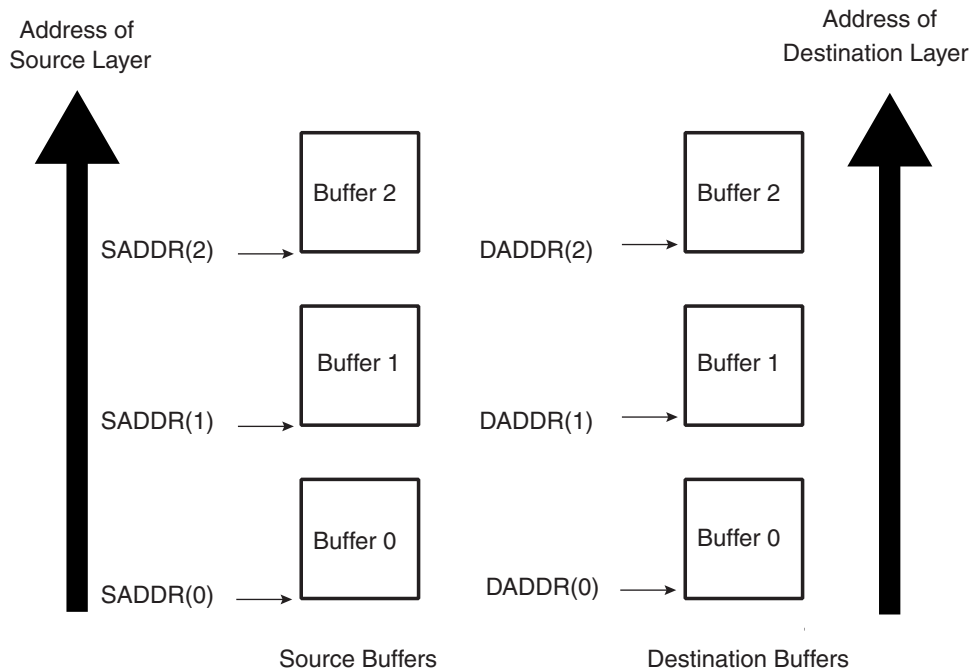 Address of
Source Layer
Address of
Destination Layer
Buffer 2
Buffer 2
SADDR(2)
DADDR(2)
Buffer 1
Buffer 1
SADDR(1)
DADDR(1)
Buffer 0
Buffer 0
SADDR(0)
DADDR(0)
Source Buffers
Destination Buffers